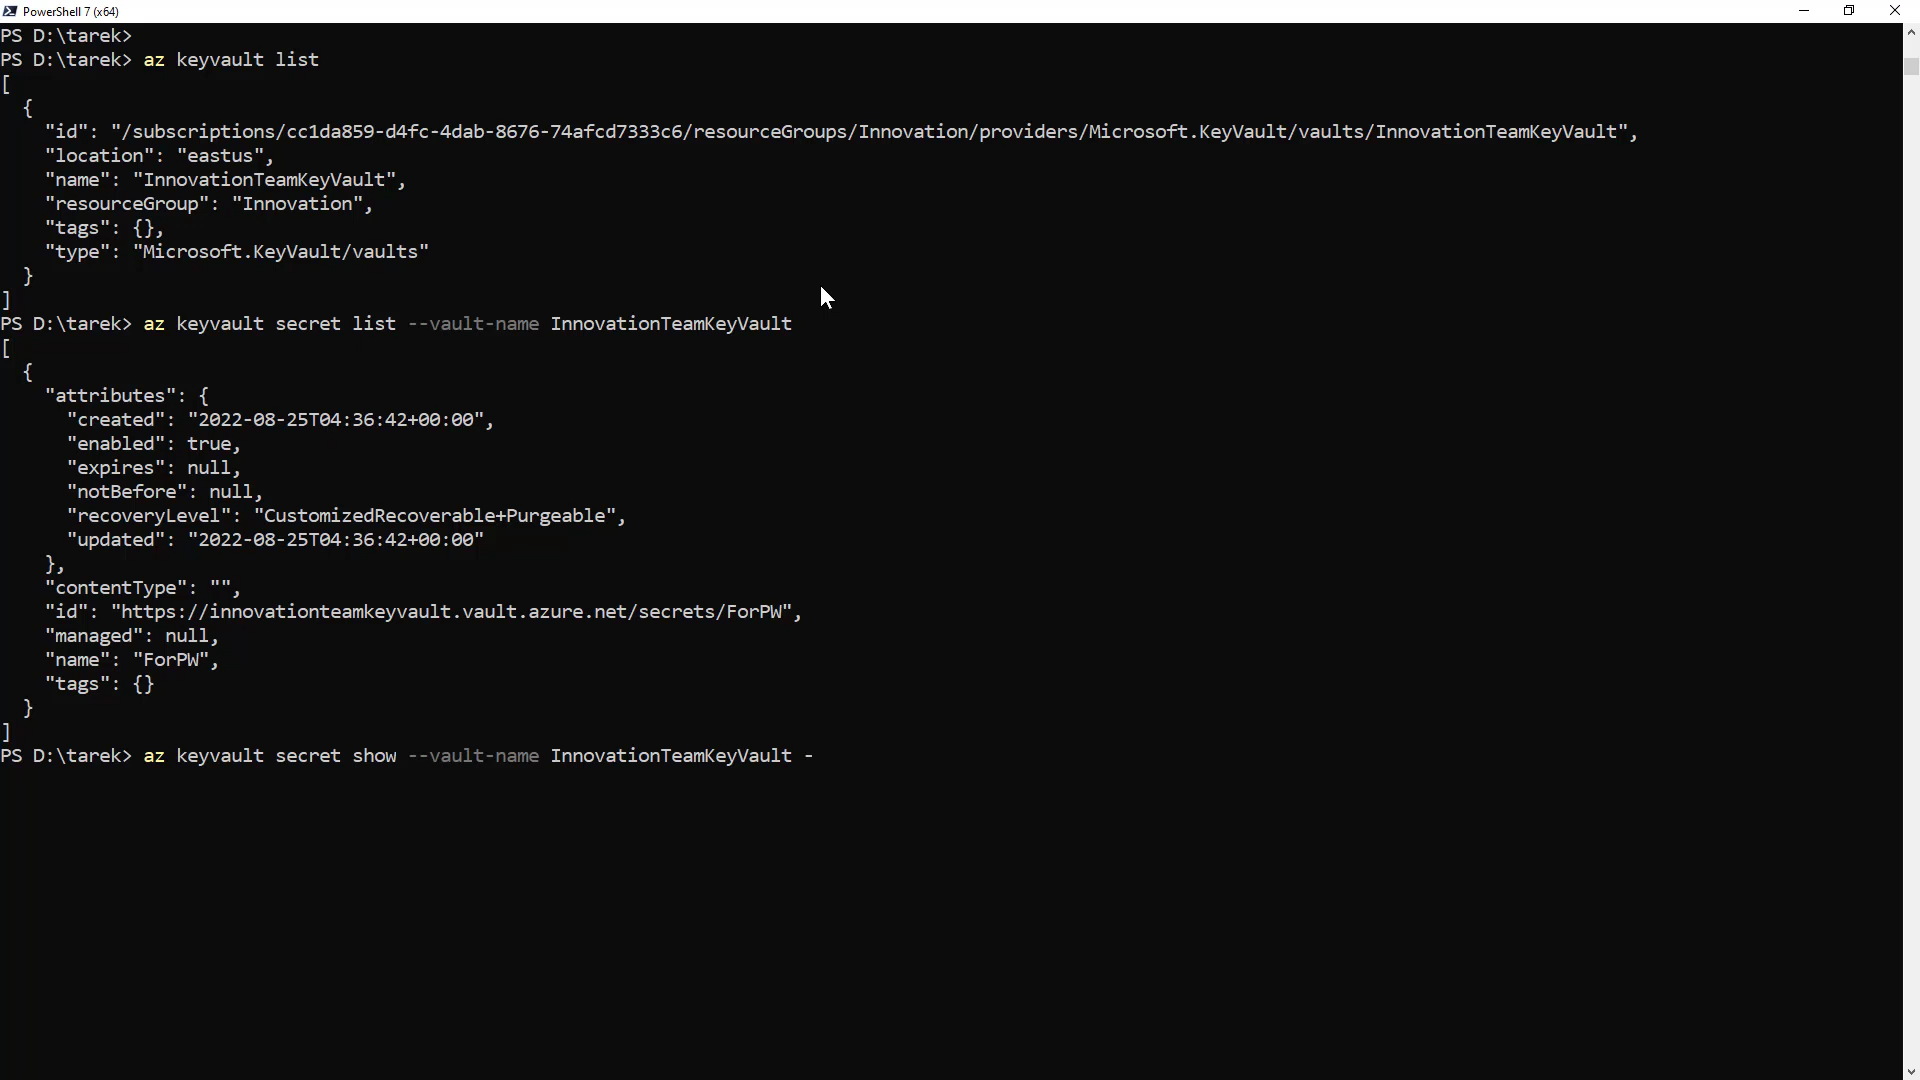 PowerShell 7 (x64)
PS D:\tarek>
PS D:\tarek> az keyvault list
[
  {
    "id": "/subscriptions/cc1da859-d4fc-4dab-8676-74afcd7333c6/resourceGroups/Innovation/providers/Microsoft.KeyVault/vaults/InnovationTeamKeyVault",
    "location": "eastus",
    "name": "InnovationTeamKeyVault",
    "resourceGroup": "Innovation",
    "tags": {},
    "type": "Microsoft.KeyVault/vaults"
  }
]
PS D:\tarek> az keyvault secret list --vault-name InnovationTeamKeyVault
[
  {
    "attributes": {
      "created": "2022-08-25T04:36:42+00:00",
      "enabled": true,
      "expires": null,
      "notBefore": null,
      "recoveryLevel": "CustomizedRecoverable+Purgeable",
      "updated": "2022-08-25T04:36:42+00:00"
    },
    "contentType": "",
    "id": "https://innovationteamkeyvault.vault.azure.net/secrets/ForPW",
    "managed": null,
    "name": "ForPW",
    "tags": {}
  }
]
PS D:\tarek> az keyvault secret show --vault-name InnovationTeamKeyVault -